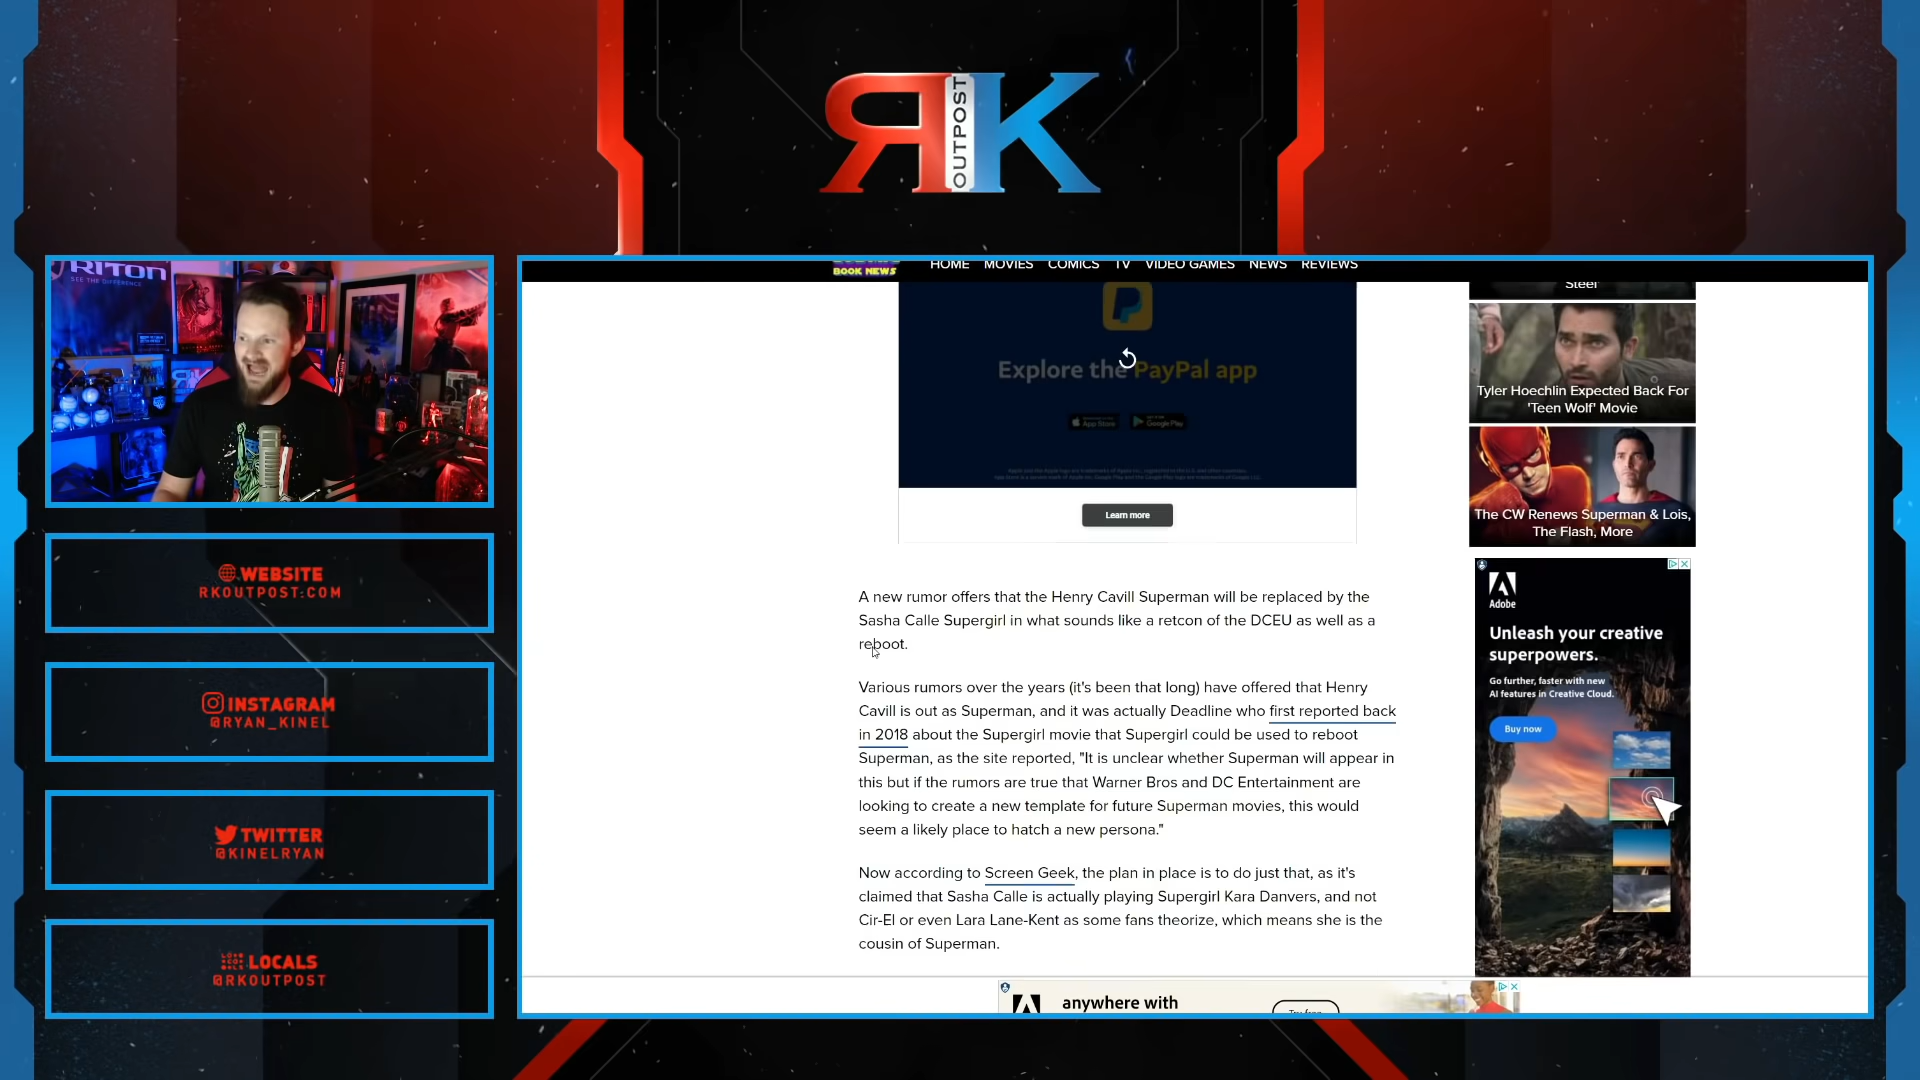 RK
OUTPOST
RITON
SEE THE DIFFERENCE
WEBSITE
RKOUTPOST.COM
INSTAGRAM
@RYAN_KINEL
TWITTER
@KINELRYAN
LOCALS
@RKOUTPOST
BOOK NEWS
HOME MOVIES COMICS TV VIDEO GAMES NEWS REVIEWS
Explore the PayPal app
App Store
Google Play
Learn more
A new rumor offers that the Henry Cavill Superman will be replaced by the
Sasha Calle Supergirl in what sounds like a retcon of the DCEU as well as a
reboot.
Various rumors over the years (it's been that long) have offered that Henry
Cavill is out as Superman, and it was actually Deadline who first reported back
in 2018 about the Supergirl movie that Supergirl could be used to reboot
Superman, as the site reported, "It is unclear whether Superman will appear in
this but if the rumors are true that Warner Bros and DC Entertainment are
looking to create a new template for future Superman movies, this would
seem a likely place to hatch a new persona."
Now according to Screen Geek, the plan in place is to do just that, as it's
claimed that Sasha Calle is actually playing Supergirl Kara Danvers, and not
Cir-El or even Lara Lane-Kent as some fans theorize, which means she is the
cousin of Superman.
Steel'
Tyler Hoechlin Expected Back For
'Teen Wolf' Movie
The CW Renews Superman & Lois,
The Flash, More
Adobe
Unleash your creative
superpowers.
Go further, faster with new
AI features in Creative Cloud.
Buy now
anywhere with